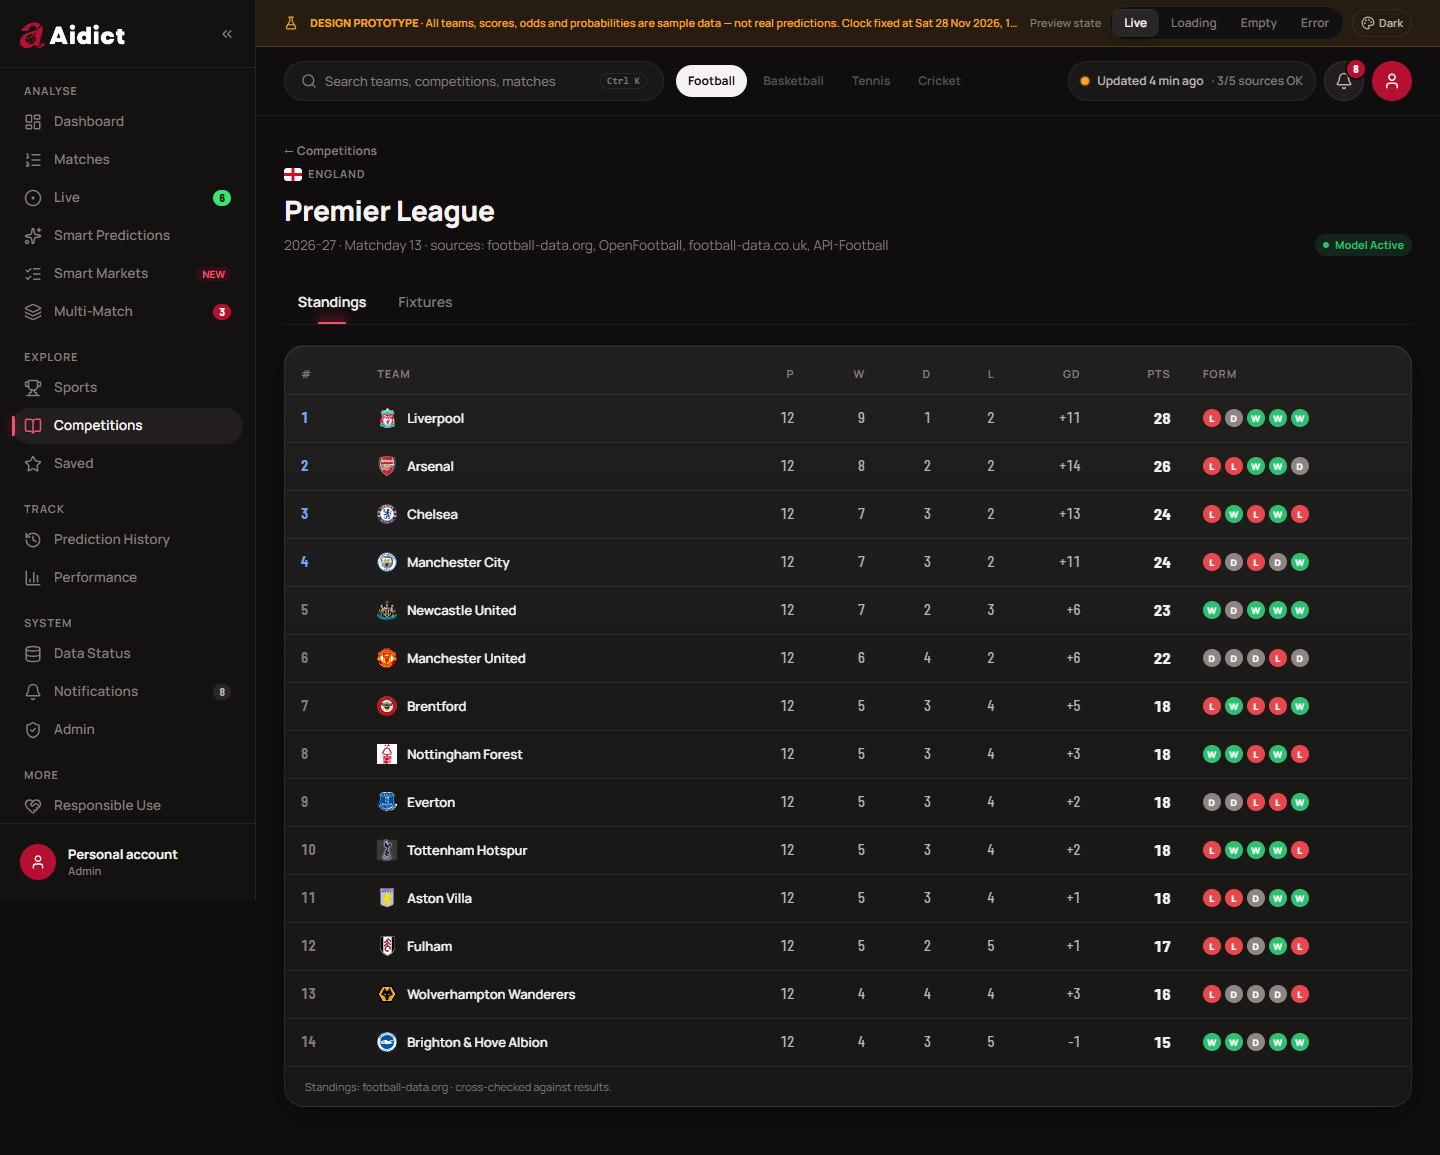 Aidict
DESIGN PROTOTYPE · All teams, scores, odds and probabilities are sample data — not real predictions. Clock fixed at Sat 28 Nov 2026, 1...
Preview state
Live
Loading
Empty
Error
Dark
Search teams, competitions, matches
Ctrl K
Football
Basketball
Tennis
Cricket
Updated 4 min ago · 3/5 sources OK
8
ANALYSE
Dashboard
Matches
Live 6
Smart Predictions
Smart Markets NEW
Multi-Match 3
EXPLORE
Sports
Competitions
Saved
TRACK
Prediction History
Performance
SYSTEM
Data Status
Notifications 8
Admin
MORE
Responsible Use
Personal account
Admin
← Competitions
ENGLAND
Premier League
2026-27 · Matchday 13 · sources: football-data.org, OpenFootball, football-data.co.uk, API-Football
Model Active
Standings
Fixtures
# TEAM P W D L GD PTS FORM
1 Liverpool 12 9 1 2 +11 28 L D W W W
2 Arsenal 12 8 2 2 +14 26 L L W W D
3 Chelsea 12 7 3 2 +13 24 L W L W L
4 Manchester City 12 7 3 2 +11 24 L D L D W
5 Newcastle United 12 7 2 3 +6 23 W D W W W
6 Manchester United 12 6 4 2 +6 22 D D D L D
7 Brentford 12 5 3 4 +5 18 L W L L W
8 Nottingham Forest 12 5 3 4 +3 18 W W L W L
9 Everton 12 5 3 4 +2 18 D D L L W
10 Tottenham Hotspur 12 5 3 4 +2 18 L W W W L
11 Aston Villa 12 5 3 4 +1 18 L L D W W
12 Fulham 12 5 2 5 +1 17 L L D W L
13 Wolverhampton Wanderers 12 4 4 4 +3 16 L D D D L
14 Brighton & Hove Albion 12 4 3 5 -1 15 W W D W W
Standings: football-data.org · cross-checked against results.